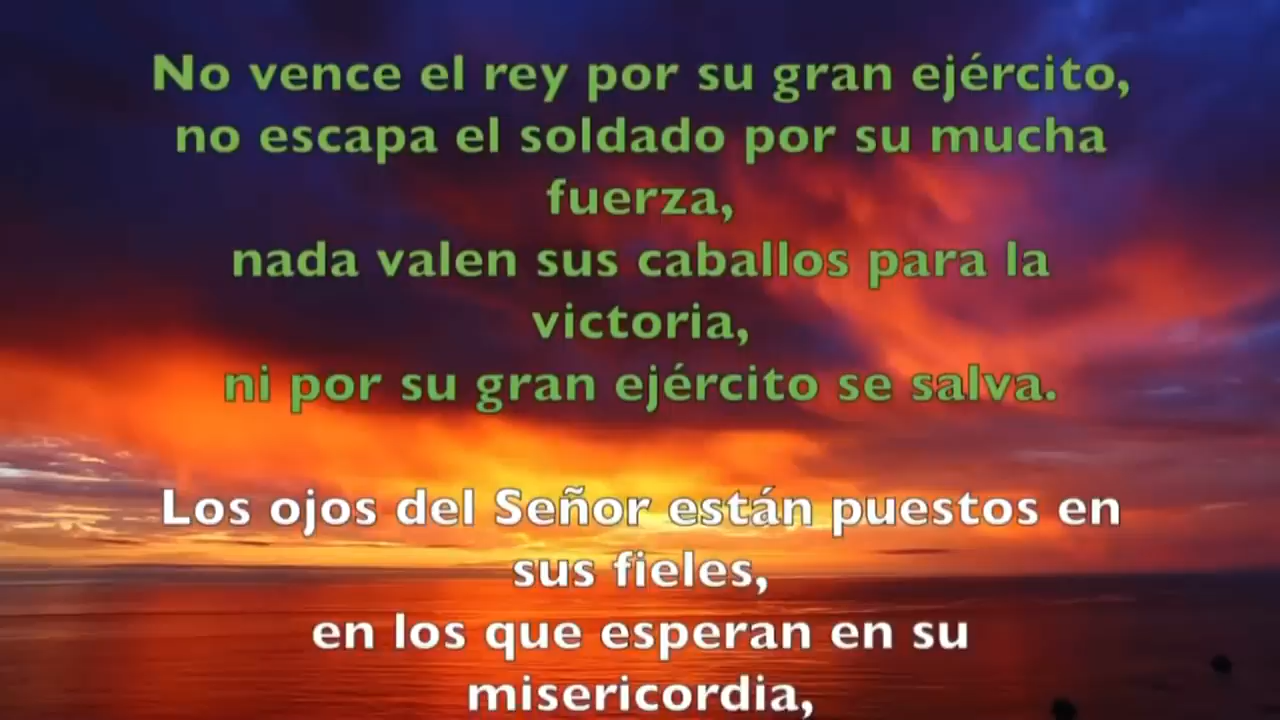 No vence el rey por su gran ejército,
no escapa el soldado por su mucha
fuerza,
nada valen sus caballos para la
victoria,
ni por su gran ejército se salva.
Los ojos del Señor están puestos en
sus fieles,
en los que esperan en su
misericordia,